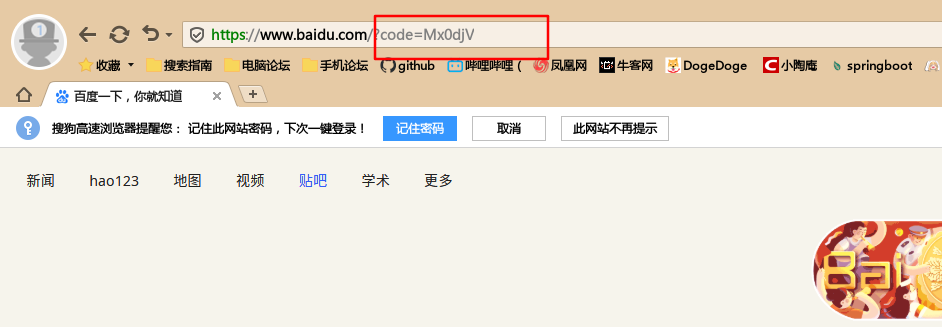 1
https://www.baidu.com/?code=Mx0djV
收藏 搜索指南 电脑论坛 手机论坛 github 哔哩哔哩 ( 凤凰网 牛客网 DogeDoge 小陶庵 springboot
百度一下，你就知道
搜狗高速浏览器提醒您： 记住此网站密码，下次一键登录！ 记住密码 取消 此网站不再提示
新闻 hao123 地图 视频 贴吧 学术 更多
Bai